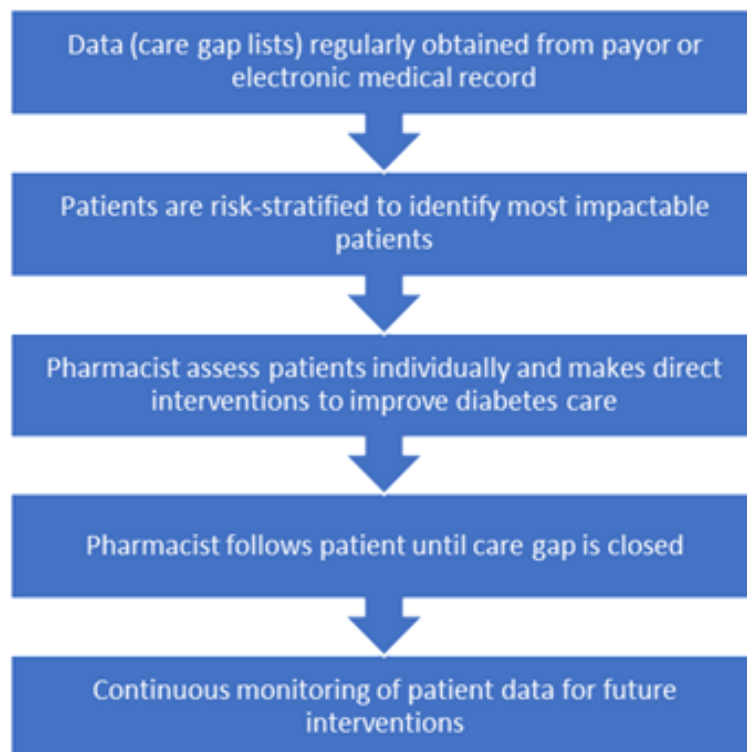 Data (care gap lists) regularly obtained from payor or
electronic medical record
Patients are risk-stratified to identify most impactable
patients
Pharmacist assess patients individually and makes direct
interventions to improve diabetes care
Pharmacist follows patient until care gap is closed
Continuous monitoring of patient data for future
interventions